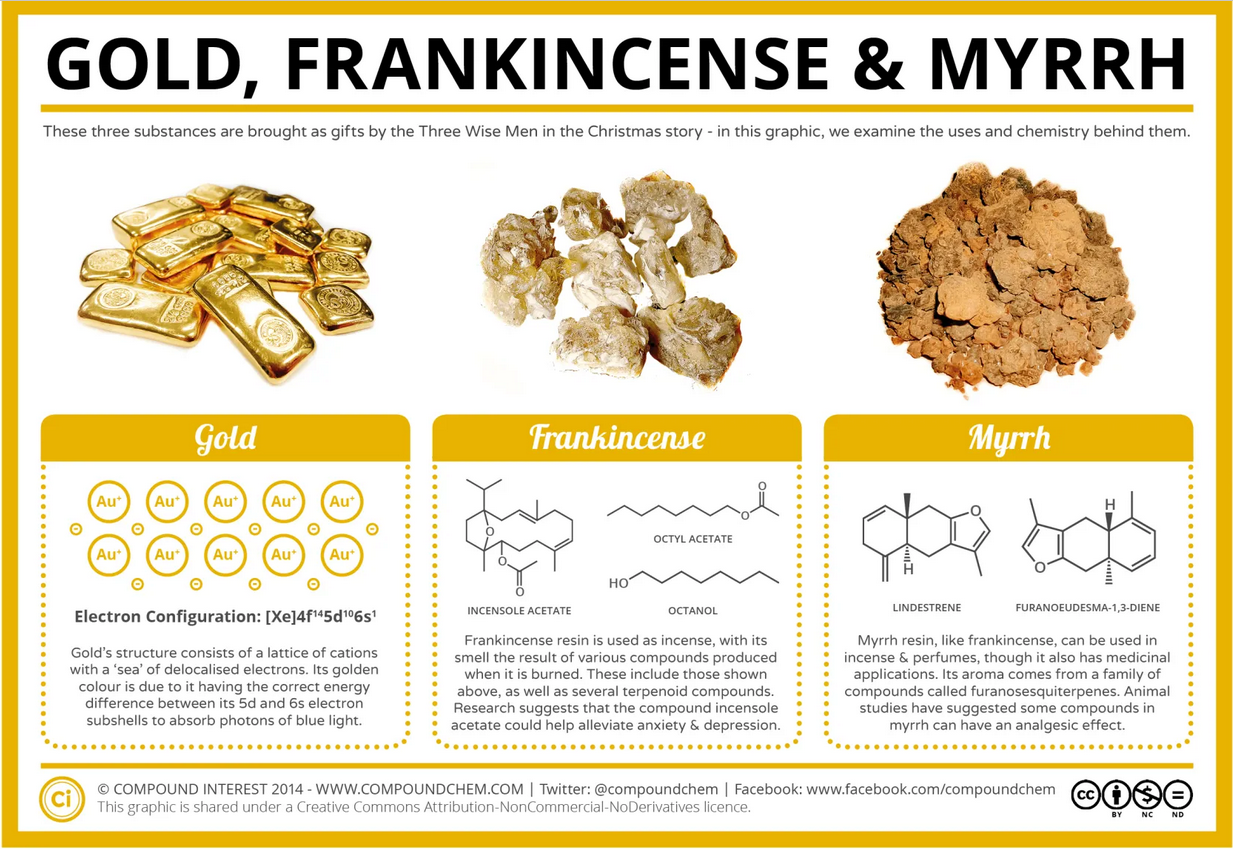 GOLD, FRANKINCENSE & MYRRH
These three substances are brought as gifts by the Three Wise Men in the Christmas story - in this graphic, we examine the uses and chemistry behind them.
Gold
Au⁺ Au⁺ Au⁺ Au⁺ Au⁺
Au⁺ Au⁺ Au⁺ Au⁺ Au⁺
Electron Configuration: [Xe]4f¹⁴5d¹⁰6s¹
Gold's structure consists of a lattice of cations
with a 'sea' of delocalised electrons. Its golden
colour is due to it having the correct energy
difference between its 5d and 6s electron
subshells to absorb photons of blue light.
Frankincense
O
O
O
INCENSOLE ACETATE
O
O
OCTYL ACETATE
HO
OCTANOL
Frankincense resin is used as incense, with its
smell the result of various compounds produced
when it is burned. These include those shown
above, as well as several terpenoid compounds.
Research suggests that the compound incensole
acetate could help alleviate anxiety & depression.
Myrrh
O
H
LINDESTRENE
H
O
FURANOEUDESMA-1,3-DIENE
Myrrh resin, like frankincense, can be used in
incense & perfumes, though it also has medicinal
applications. Its aroma comes from a family of
compounds called furanosesquiterpenes. Animal
studies have suggested some compounds in
myrrh can have an analgesic effect.
Ci
© COMPOUND INTEREST 2014 - WWW.COMPOUNDCHEM.COM | Twitter: @compoundchem | Facebook: www.facebook.com/compoundchem
This graphic is shared under a Creative Commons Attribution-NonCommercial-NoDerivatives licence.
cc
BY NC ND